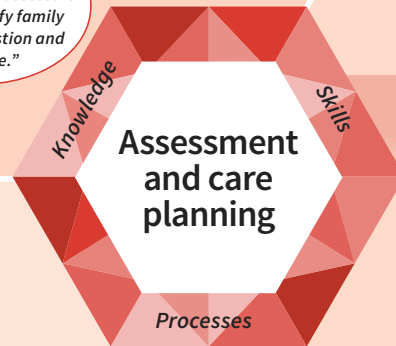 fy family
stion and
e.”
Knowledge
Skills
Assessment
and care
planning
Processes